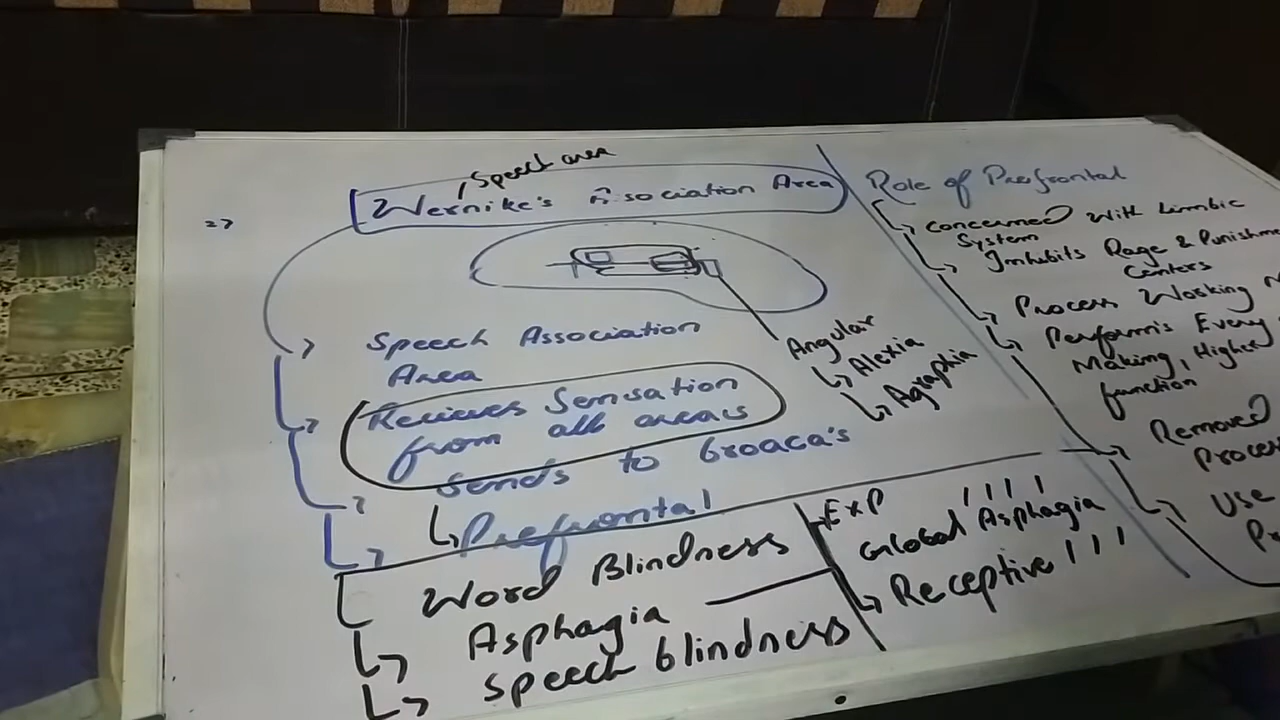 Speech area
27 Wernike's Association Area
Speech Association
Area
Recieves Sensation
from all areas
Sends to Broaca's
Prefrontal
Angular
Alexia
Agraphia
Word Blindness
Asphagia
Speech blindness
Exp
Global Asphagia
Receptive
Role of Prefrontal
Concerned with Limbic
System
Inhibits Rage & Punishme
Centers
Process Working
Performis Every
Making, Higher
function
Removed
Proces
Use